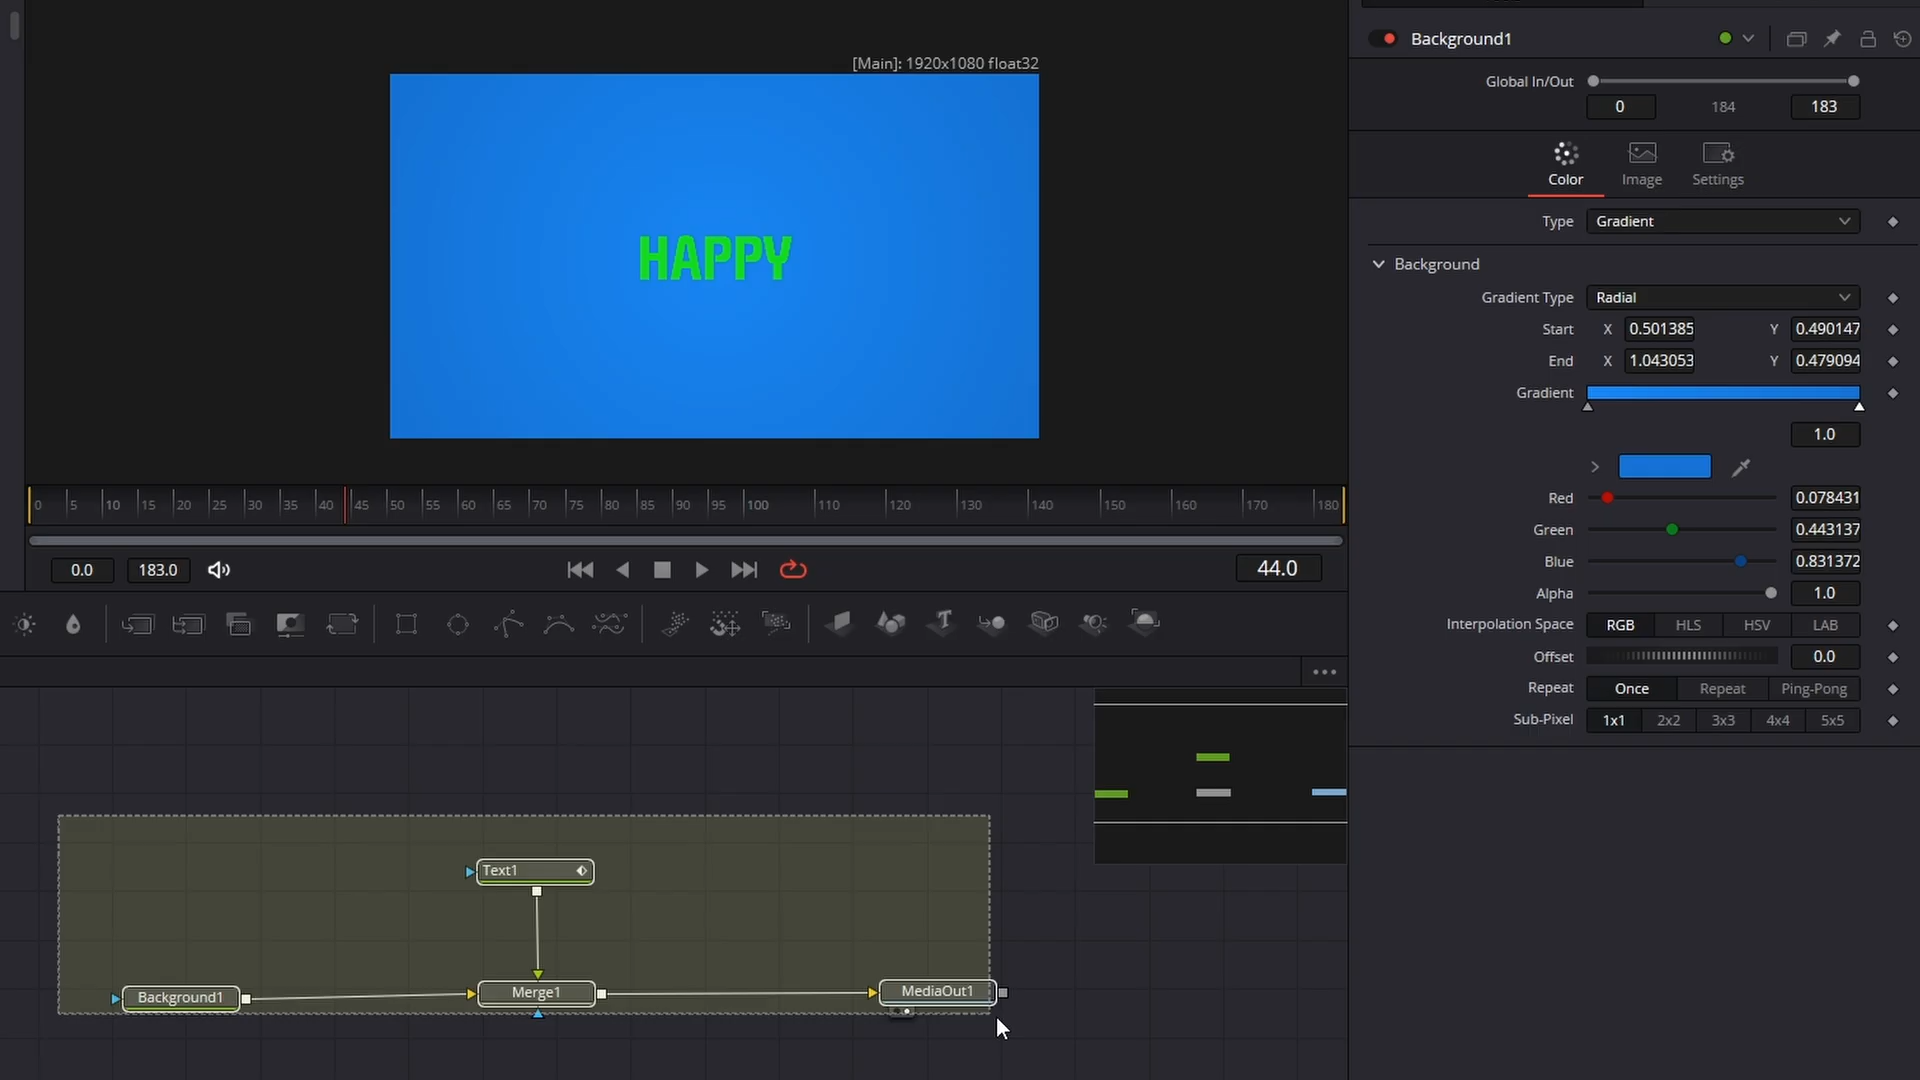 [Main]: 1920x1080 float32
HAPPY
0 5 10 15 20 25 30 35 40 45 50 55 60 65 70 75 80 85 90 95 100 110 120 130 140 150 160 170 180
0.0 183.0 44.0
Text1
Background1 Merge1 MediaOut1
Background1
Global In/Out
0 184 183
Color Image Settings
Type Gradient
Background
Gradient Type Radial
Start X 0.501385 Y 0.490147
End X 1.043053 Y 0.479094
Gradient
1.0
Red 0.078431
Green 0.443137
Blue 0.831372
Alpha 1.0
Interpolation Space RGB HLS HSV LAB
Offset 0.0
Repeat Once Repeat Ping-Pong
Sub-Pixel 1x1 2x2 3x3 4x4 5x5